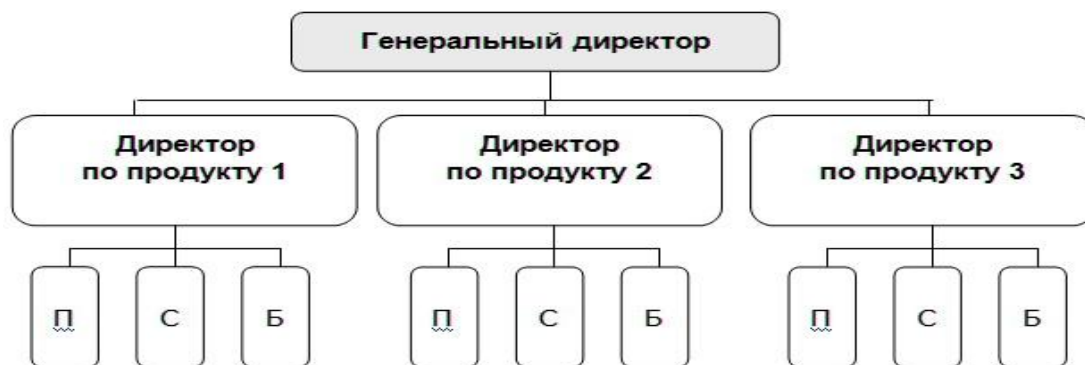 Генеральный директор
Директор
по продукту 1
Директор
по продукту 2
Директор
по продукту 3
П С Б П С Б П С Б